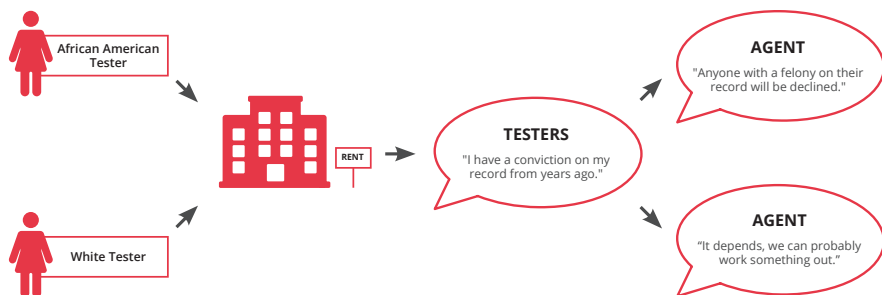 African American
Tester
White Tester
RENT
TESTERS
"I have a conviction on my
record from years ago."
AGENT
"Anyone with a felony on their
record will be declined."
AGENT
“It depends, we can probably
work something out.”